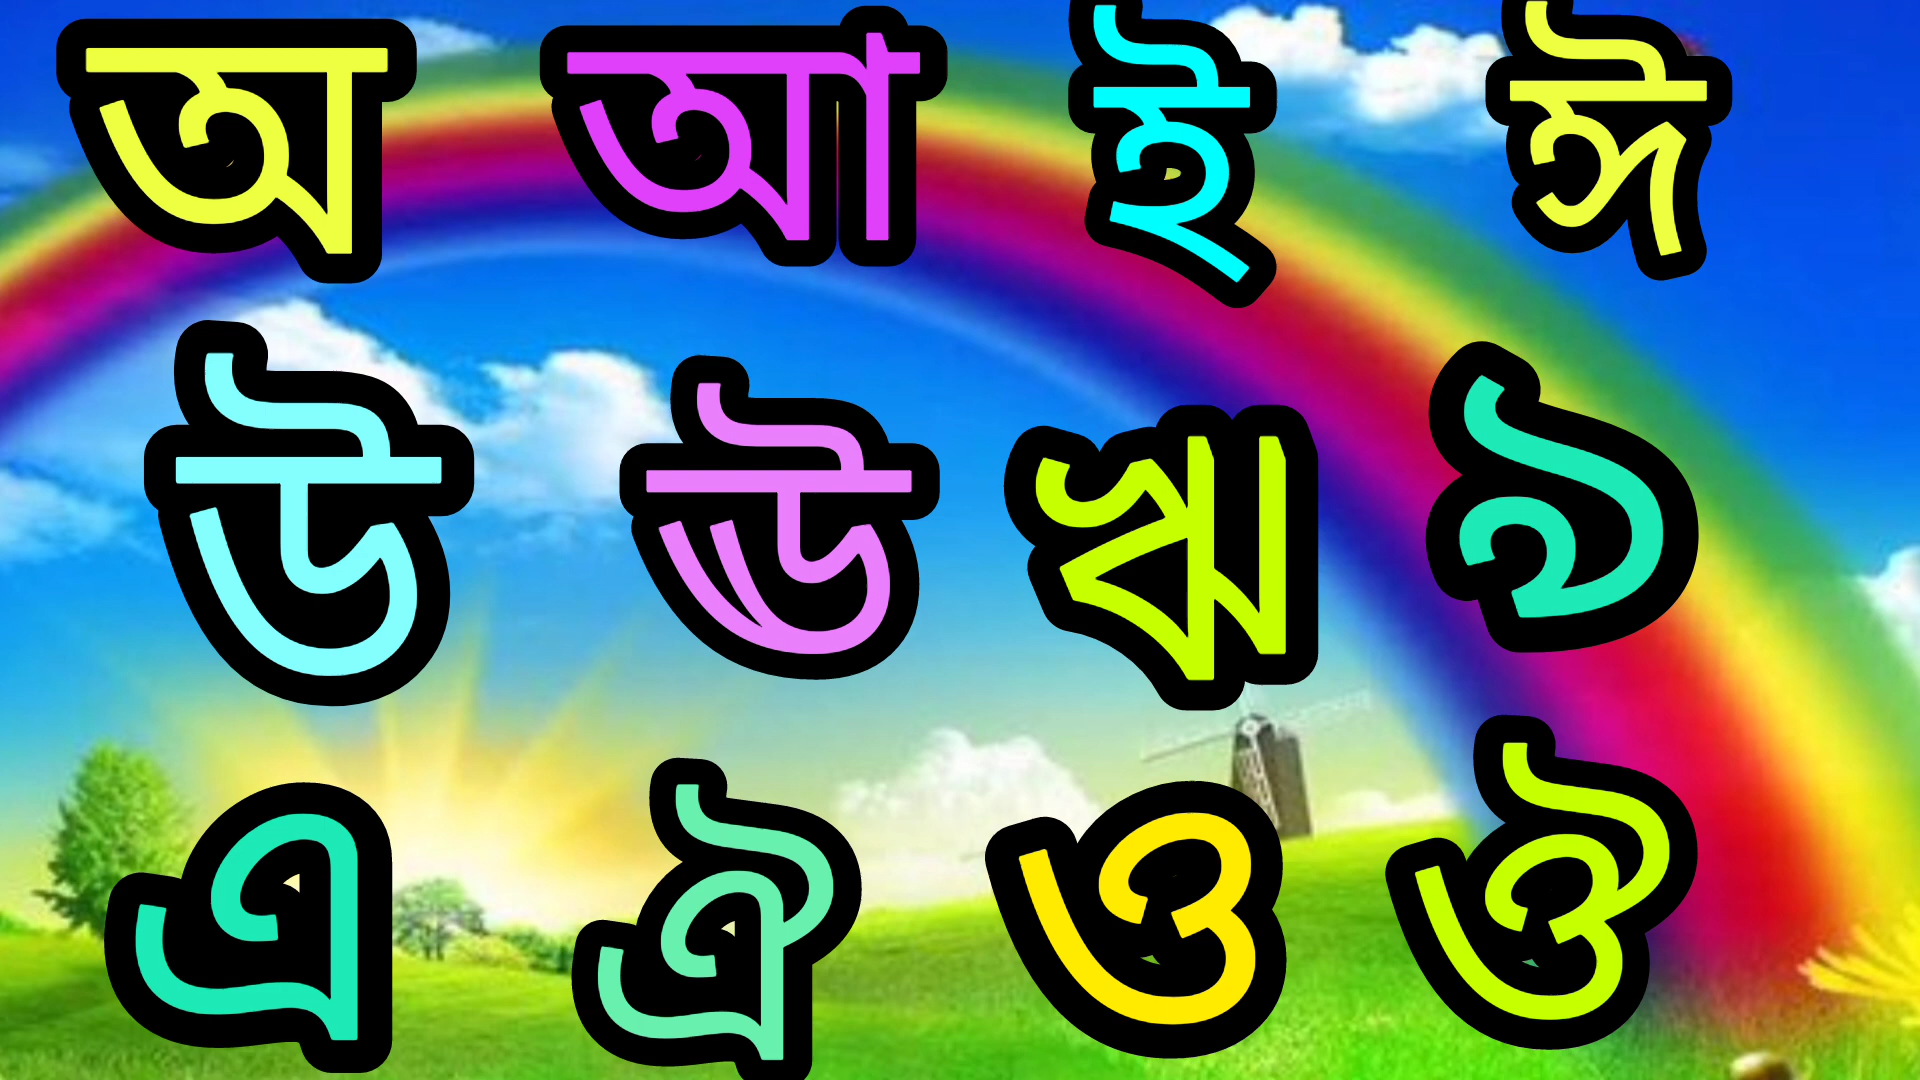 অ আ ই ঈ
উ ঊ ঋ ঌ
এ ঐ ও ঔ